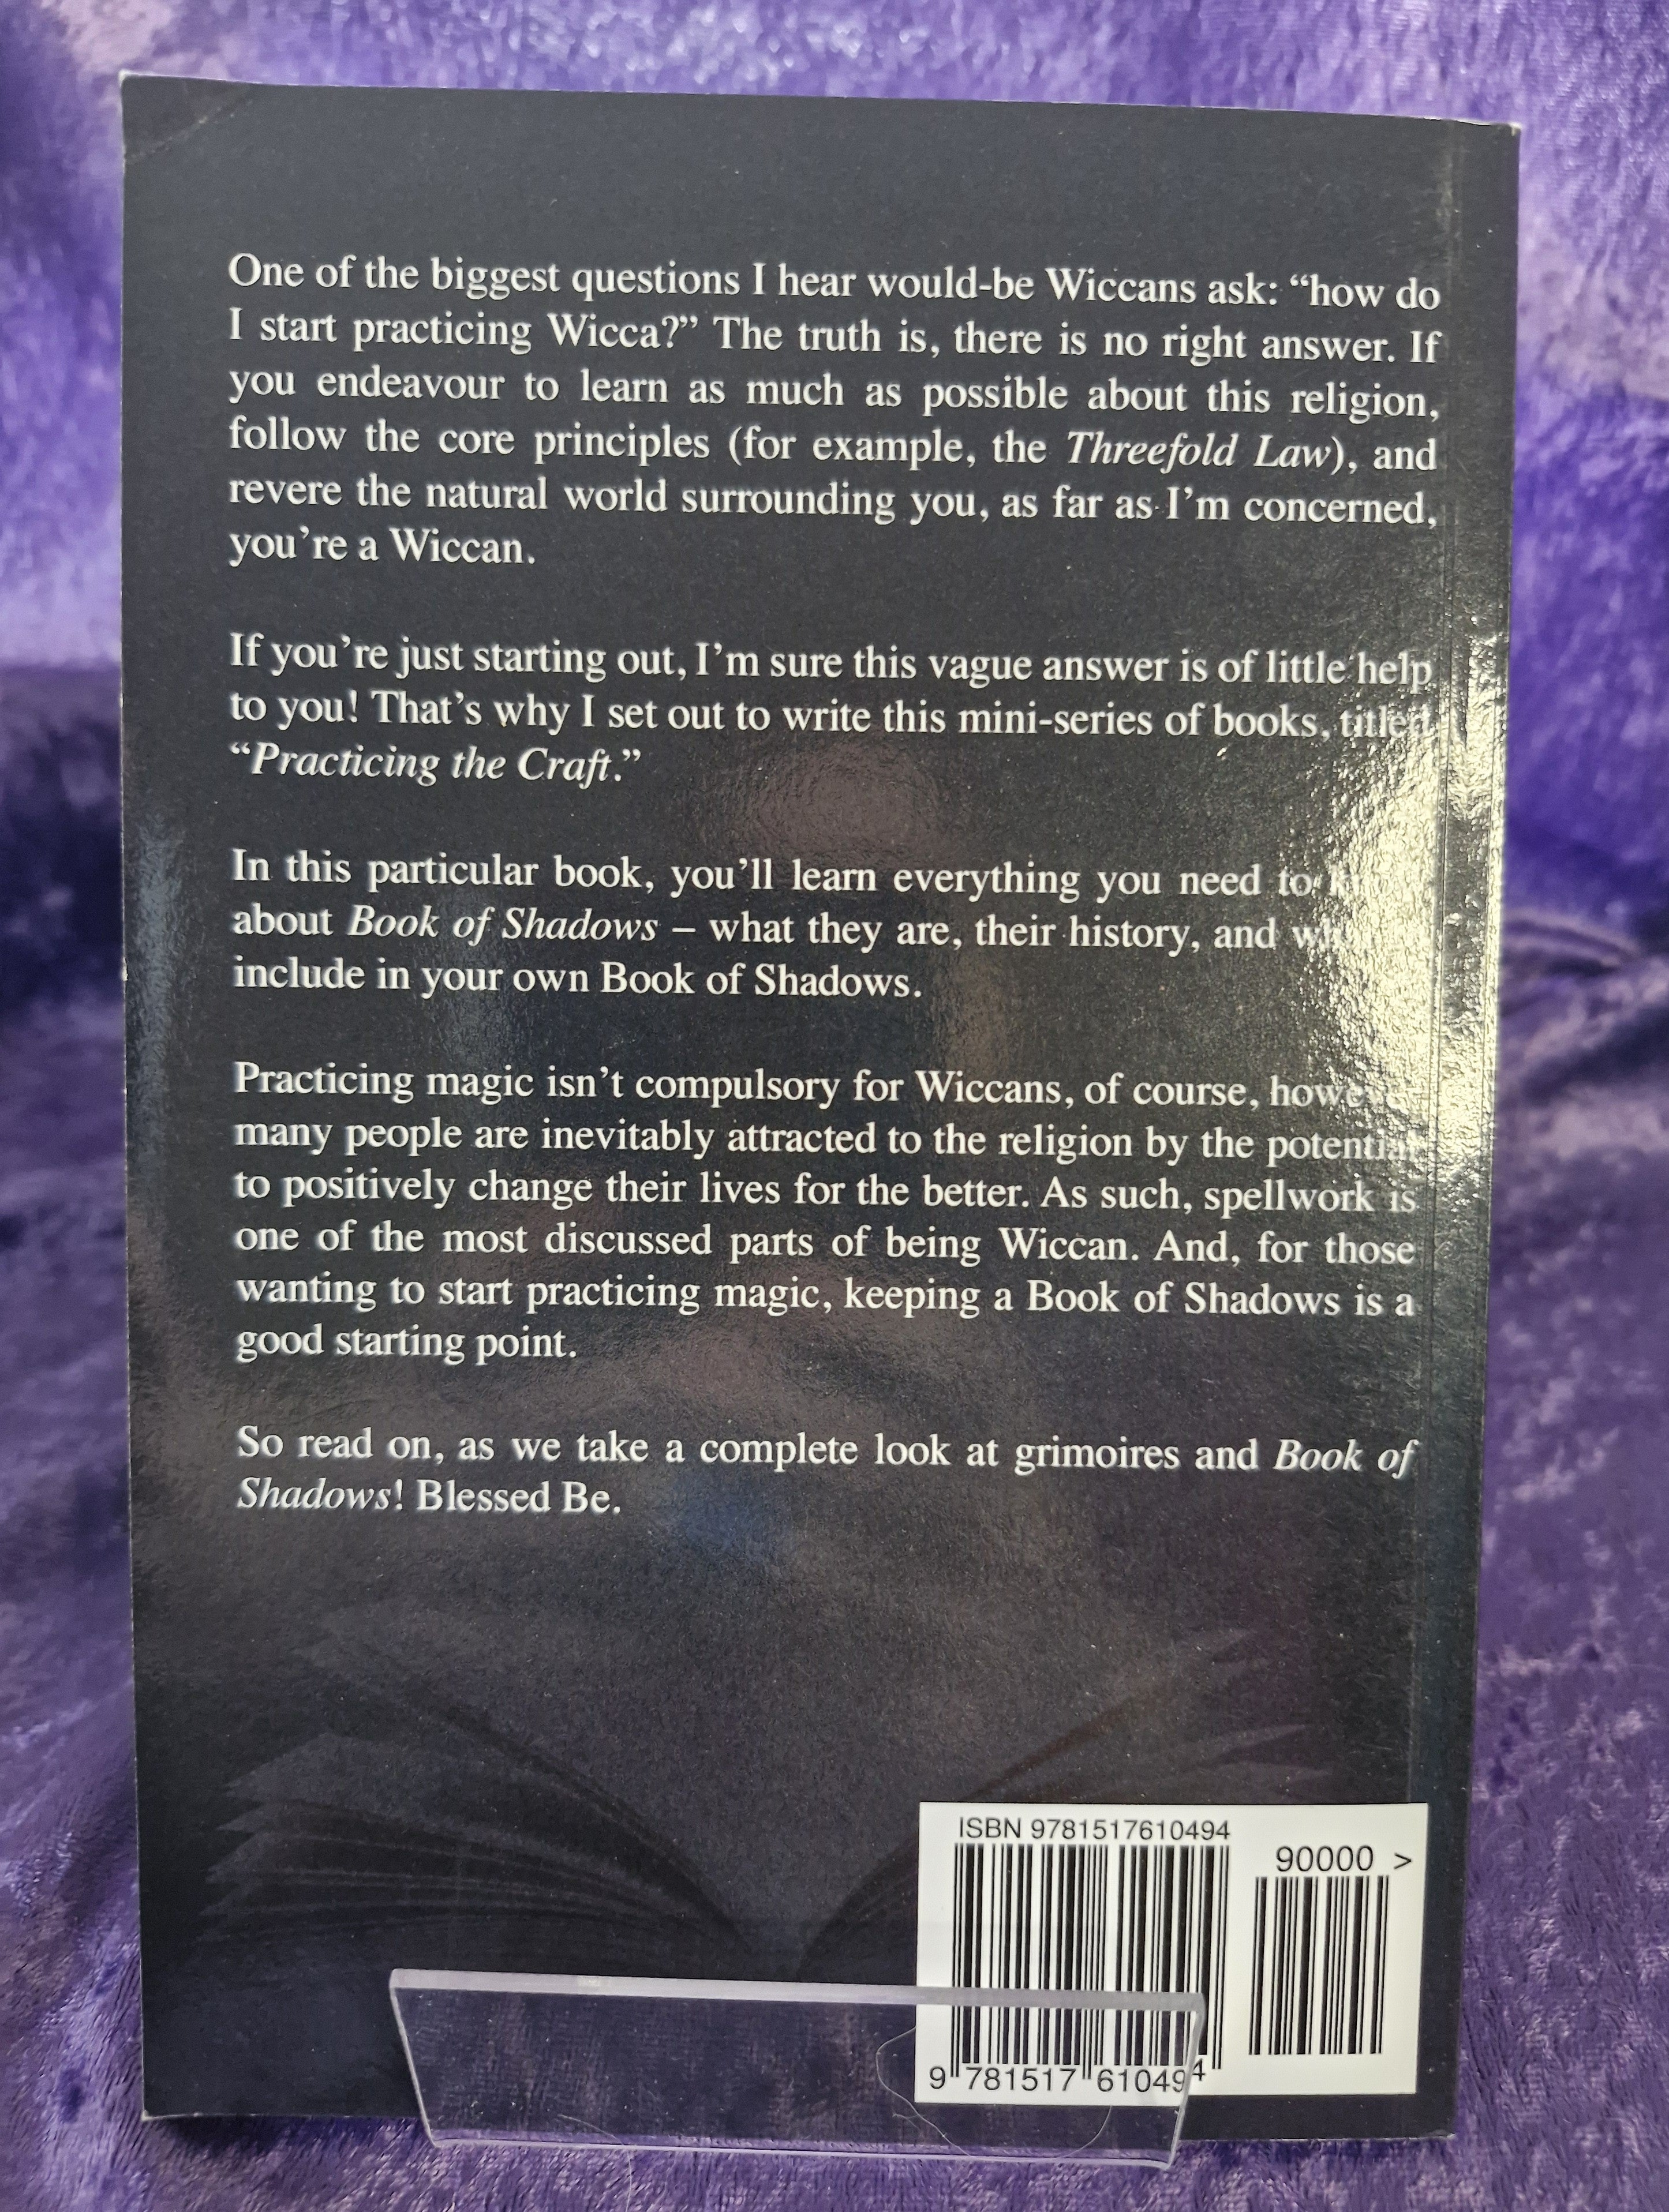 One of the biggest questions I hear would-be Wiccans ask: “how do
I start practicing Wicca?” The truth is, there is no right answer. If
you endeavour to learn as much as possible about this religion,
follow the core principles (for example, the Threefold Law), and
revere the natural world surrounding you, as far as I’m concerned,
you’re a Wiccan.
If you’re just starting out, I’m sure this vague answer is of little help
to you! That’s why I set out to write this mini-series of books, titled
“Practicing the Craft.”
In this particular book, you’ll learn everything you need to
about Book of Shadows – what they are, their history, and
include in your own Book of Shadows.
Practicing magic isn’t compulsory for Wiccans, of course,
many people are inevitably attracted to the religion by the potential
to positively change their lives for the better. As such, spellwork is
one of the most discussed parts of being Wiccan. And, for those
wanting to start practicing magic, keeping a Book of Shadows is a
good starting point.
So read on, as we take a complete look at grimoires and Book of
Shadows! Blessed Be.
ISBN 9781517610494
90000 >
9 781517 610494